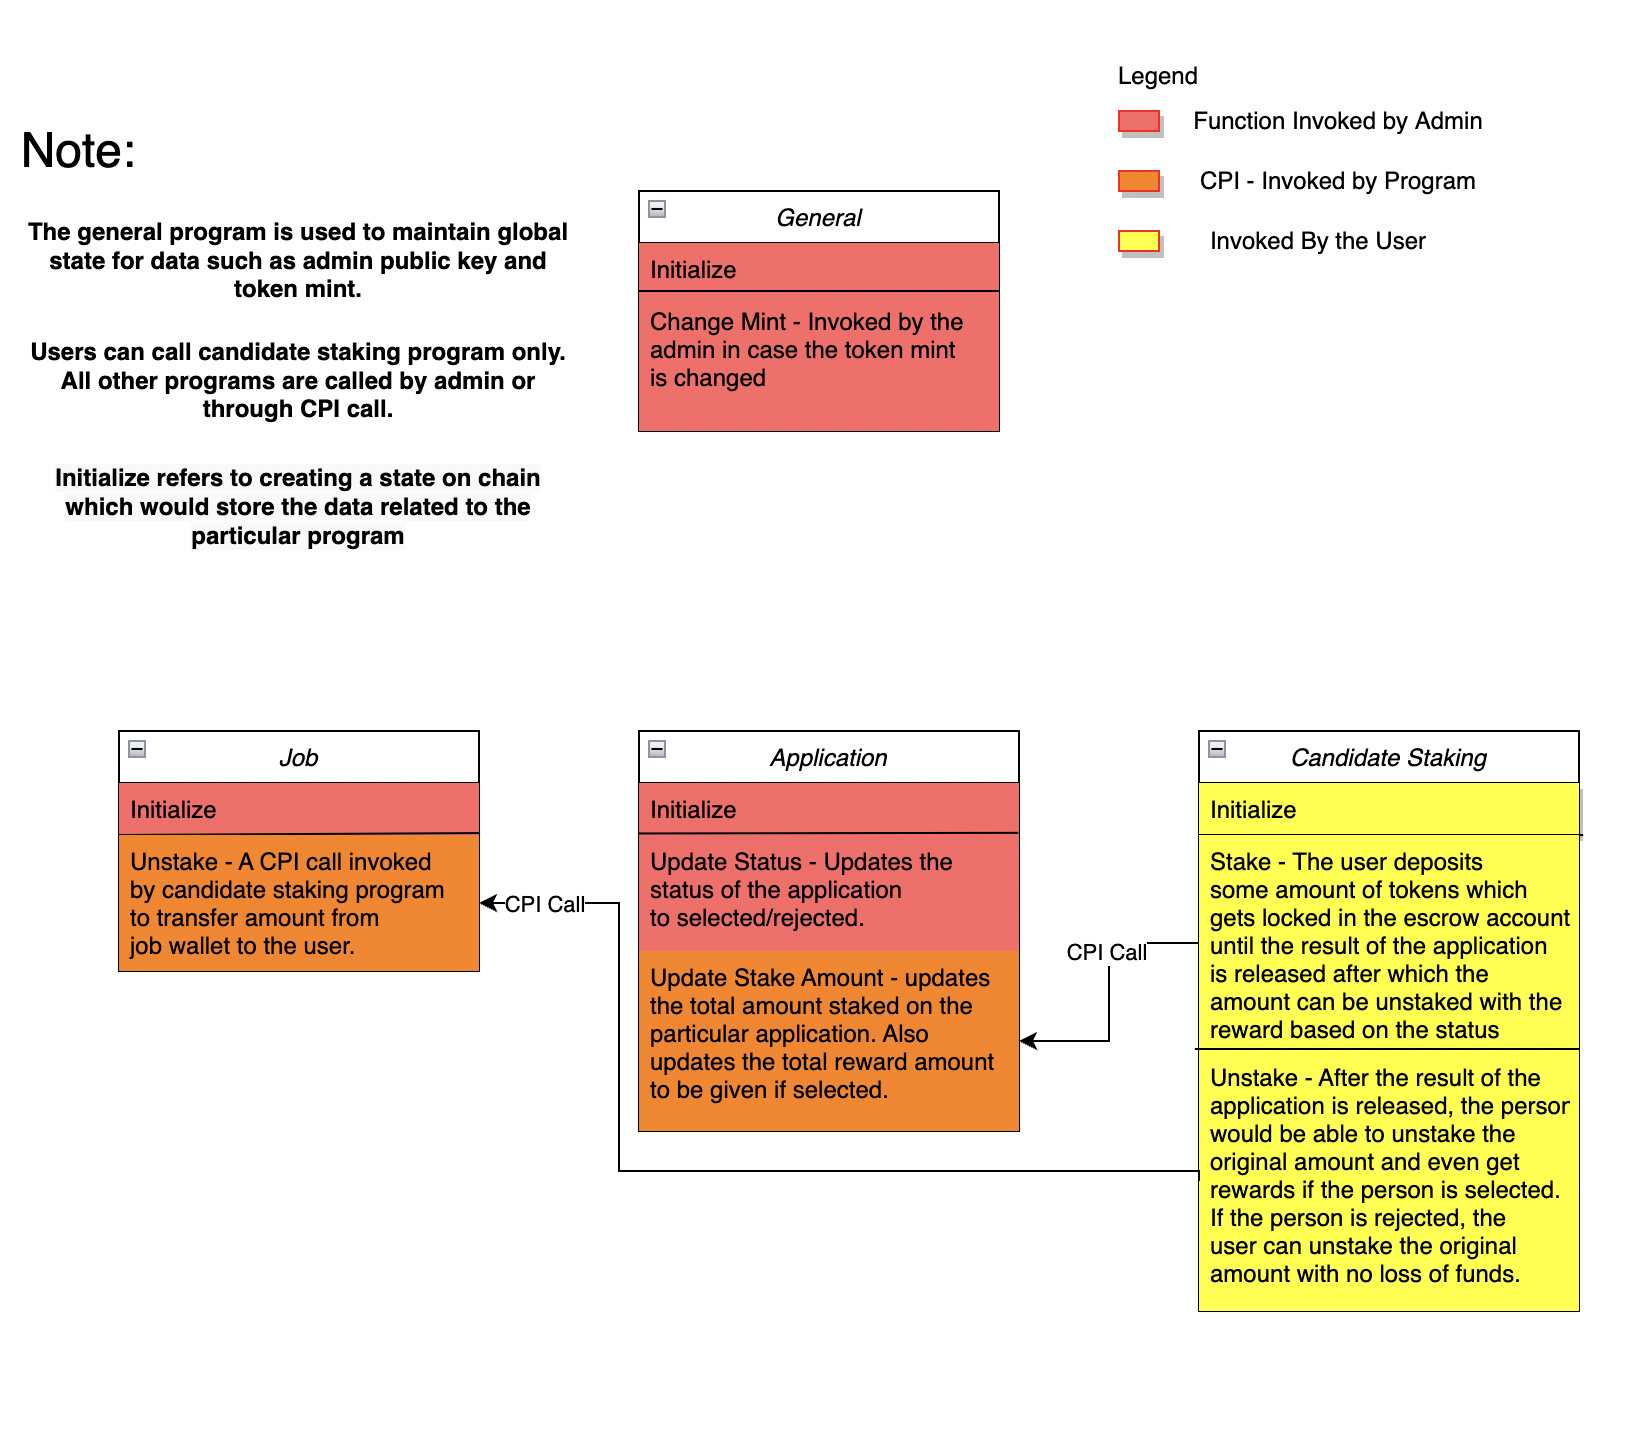 Note:
The general program is used to maintain global
state for data such as admin public key and
token mint.
Users can call candidate staking program only.
All other programs are called by admin or
through CPI call.
Initialize refers to creating a state on chain
which would store the data related to the
particular program
Legend
Function Invoked by Admin
CPI - Invoked by Program
Invoked By the User
General
Initialize
Change Mint - Invoked by the
admin in case the token mint
is changed
Job
Initialize
Unstake - A CPI call invoked
by candidate staking program
to transfer amount from
job wallet to the user.
CPI Call
Application
Initialize
Update Status - Updates the
status of the application
to selected/rejected.
Update Stake Amount - updates
the total amount staked on the
particular application. Also
updates the total reward amount
to be given if selected.
CPI Call
Candidate Staking
Initialize
Stake - The user deposits
some amount of tokens which
gets locked in the escrow account
until the result of the application
is released after which the
amount can be unstaked with the
reward based on the status
Unstake - After the result of the
application is released, the person
would be able to unstake the
original amount and even get
rewards if the person is selected.
If the person is rejected, the
user can unstake the original
amount with no loss of funds.